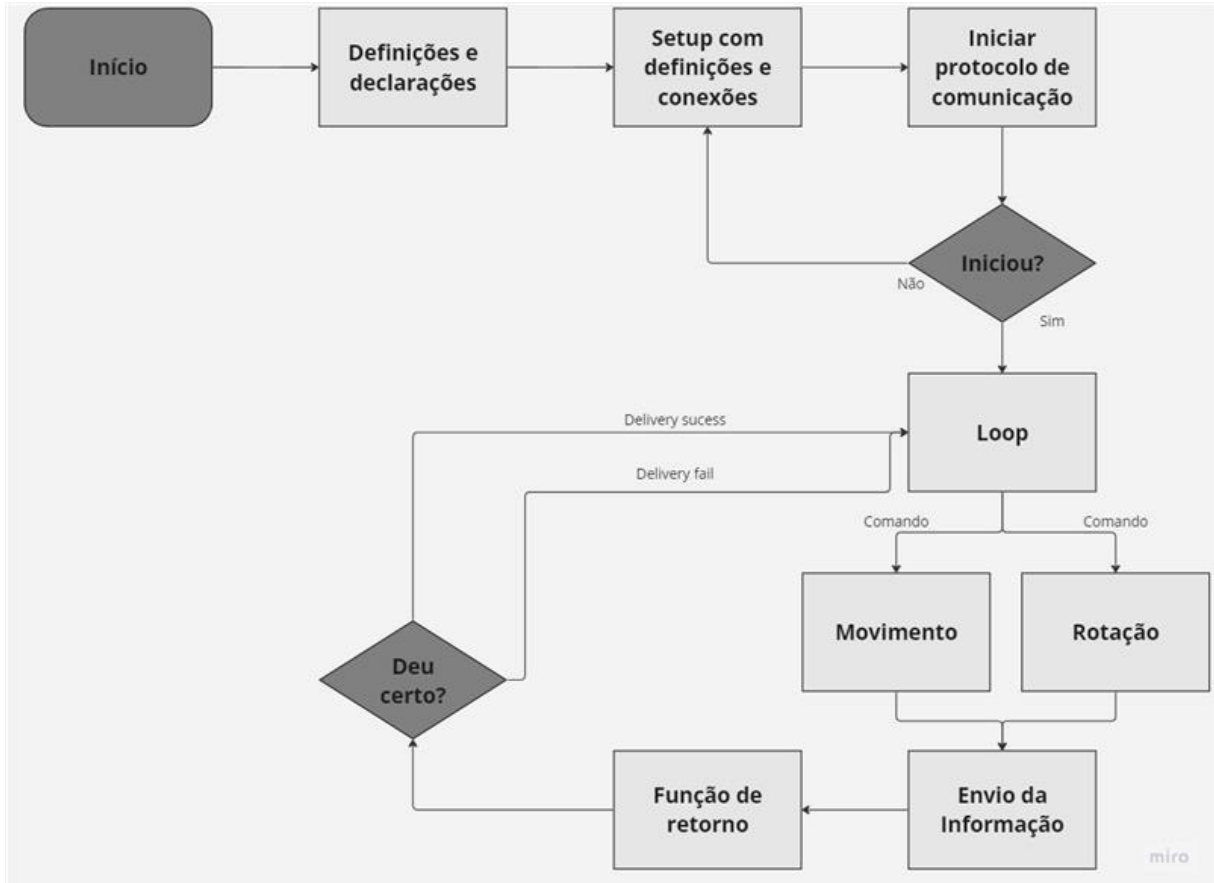 Início
Definições e
declarações
Setup com
definições e
conexões
Iniciar
protocolo de
comunicação
Iniciou?
Não
Sim
Loop
Delivery sucess
Delivery fail
Comando
Comando
Movimento
Rotação
Deu
certo?
Função de
retorno
Envio da
Informação
miro